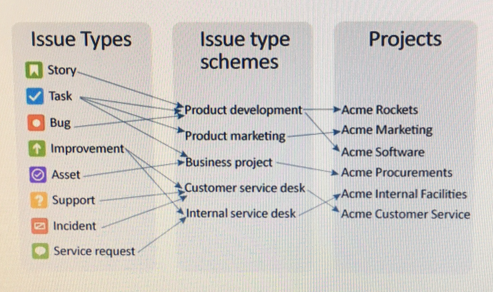 Issue Types
Story
Task
Bug
Improvement
Asset
Support
Incident
Service request
Issue type
schemes
Product development
Product marketing
Business project
Customer service desk
Internal service desk
Projects
Acme Rockets
Acme Marketing
Acme Software
Acme Procurements
Acme Internal Facilities
Acme Customer Service